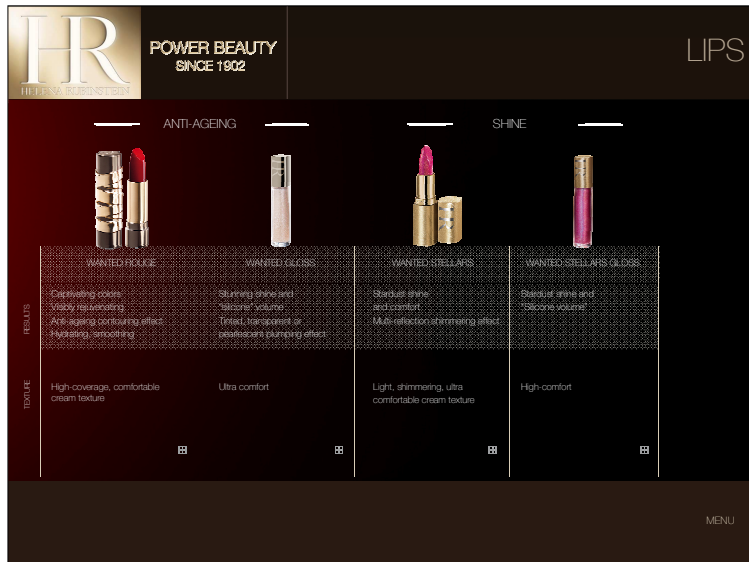 HR
HELENA RUBINSTEIN
POWER BEAUTY
SINCE 1902
LIPS
ANTI-AGEING
SHINE
WANTED ROUGE
WANTED GLOSS
WANTED STELLARS
WANTED STELLARS GLOSS
RESULTS
Captivating colors
Visibly rejuvenating
Anti-ageing contouring effect
Hydrating, smoothing
Stunning shine and
"silicone" volume
Tinted, transparent or
pearlescent plumping effect
Stardust shine
and comfort
Multi-reflection shimmering effect
Stardust shine and
"Silicone volume"
TEXTURE
High-coverage, comfortable
cream texture
Ultra comfort
Light, shimmering, ultra
comfortable cream texture
High-comfort
MENU